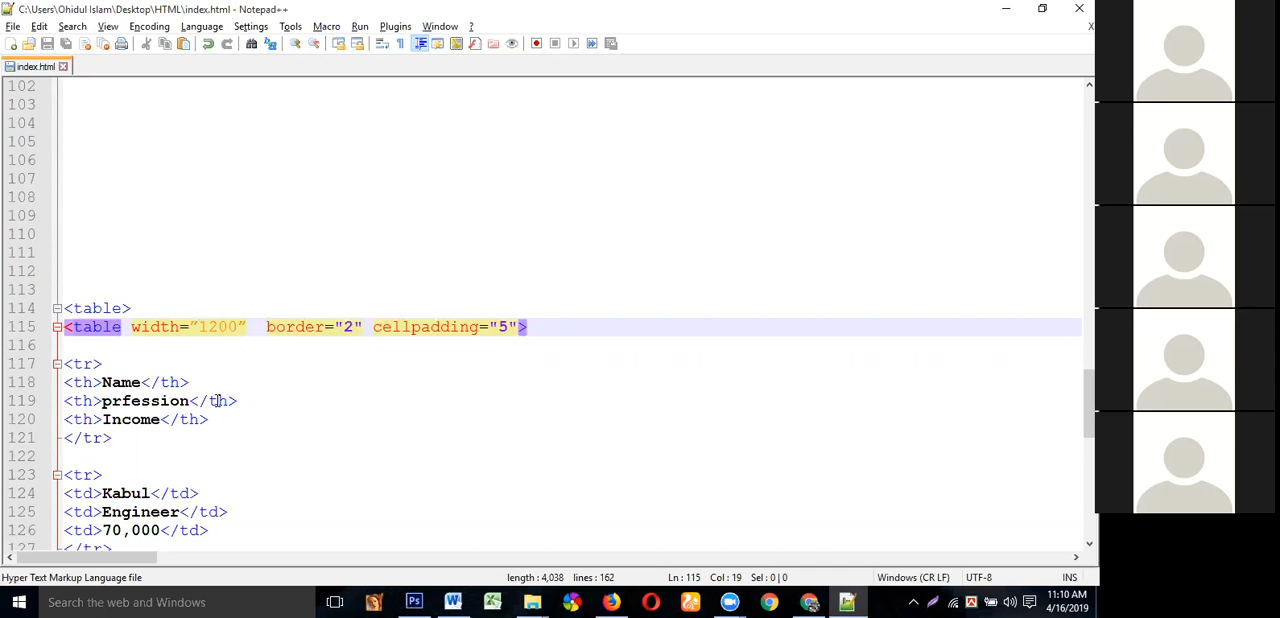 C:\Users\Ohidul Islam\Desktop\HTML\index.html - Notepad++
File Edit Search View Encoding Language Settings Tools Macro Run Plugins Window ? X
index.html
102
103
104
105
106
107
108
109
110
111
112
113
114 <table>
115 <table width=”1200“ border="2" cellpadding="5">
116
117 <tr>
118 <th>Name</th>
119 <th>prfession</th>
120 <th>Income</th>
121 </tr>
122
123 <tr>
124 <td>Kabul</td>
125 <td>Engineer</td>
126 <td>70,000</td>
127 </tr>
Hyper Text Markup Language file length : 4,038 lines : 162 Ln : 115 Col : 19 Sel : 0 | 0 Windows (CR LF) UTF-8 INS
Search the web and Windows
11:10 AM
4/16/2019